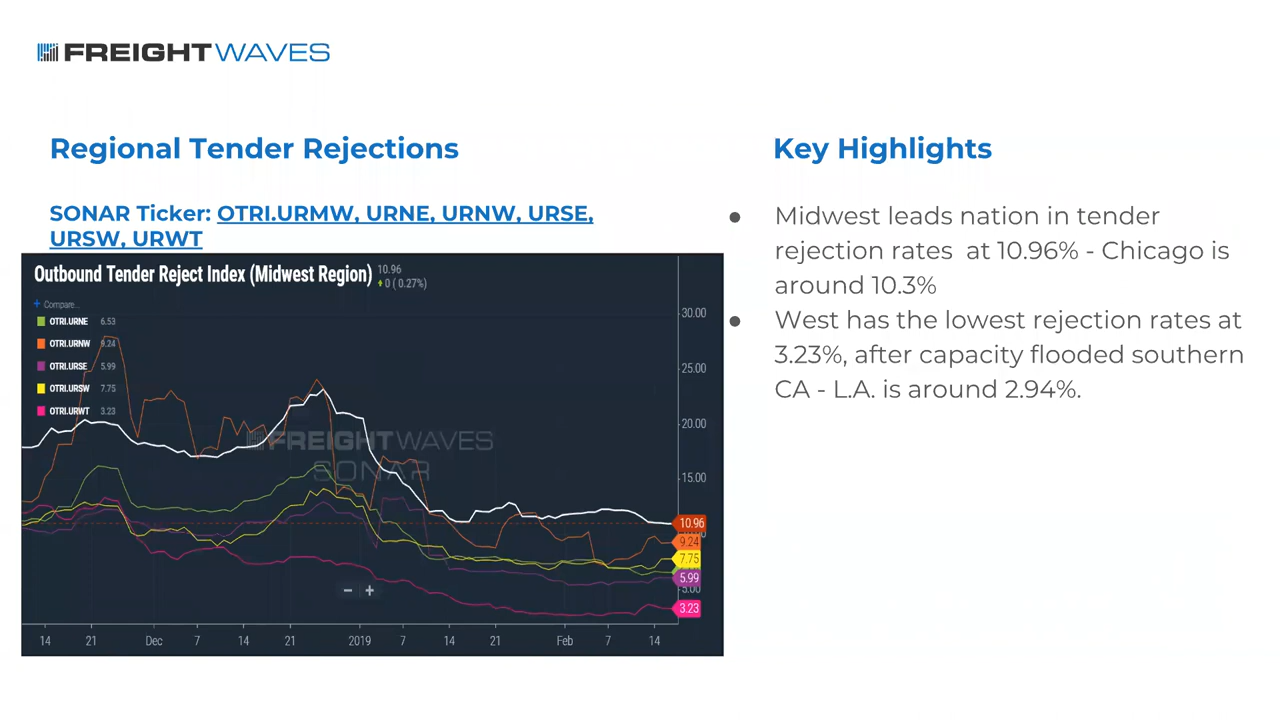 FREIGHTWAVES
Regional Tender Rejections
SONAR Ticker: OTRI.URMW, URNE, URNW, URSE,
URSW, URWT
Outbound Tender Reject Index (Midwest Region) 10.96
0 ( 0.27%)
+ Compare...
OTRI.URNE 6.53
OTRI.URNW 9.24
OTRI.URSE 5.99
OTRI.URSW 7.75
OTRI.URWT 3.23
FREIGHTWAVES
SONAR
30.00
25.00
20.00
15.00
10.96
9.24
7.75
5.99
5.00
3.23
− +
14 21 Dec 7 14 21 2019 7 14 21 Feb 7 14
Key Highlights
● Midwest leads nation in tender
rejection rates at 10.96% - Chicago is
around 10.3%
● West has the lowest rejection rates at
3.23%, after capacity flooded southern
CA - L.A. is around 2.94%.